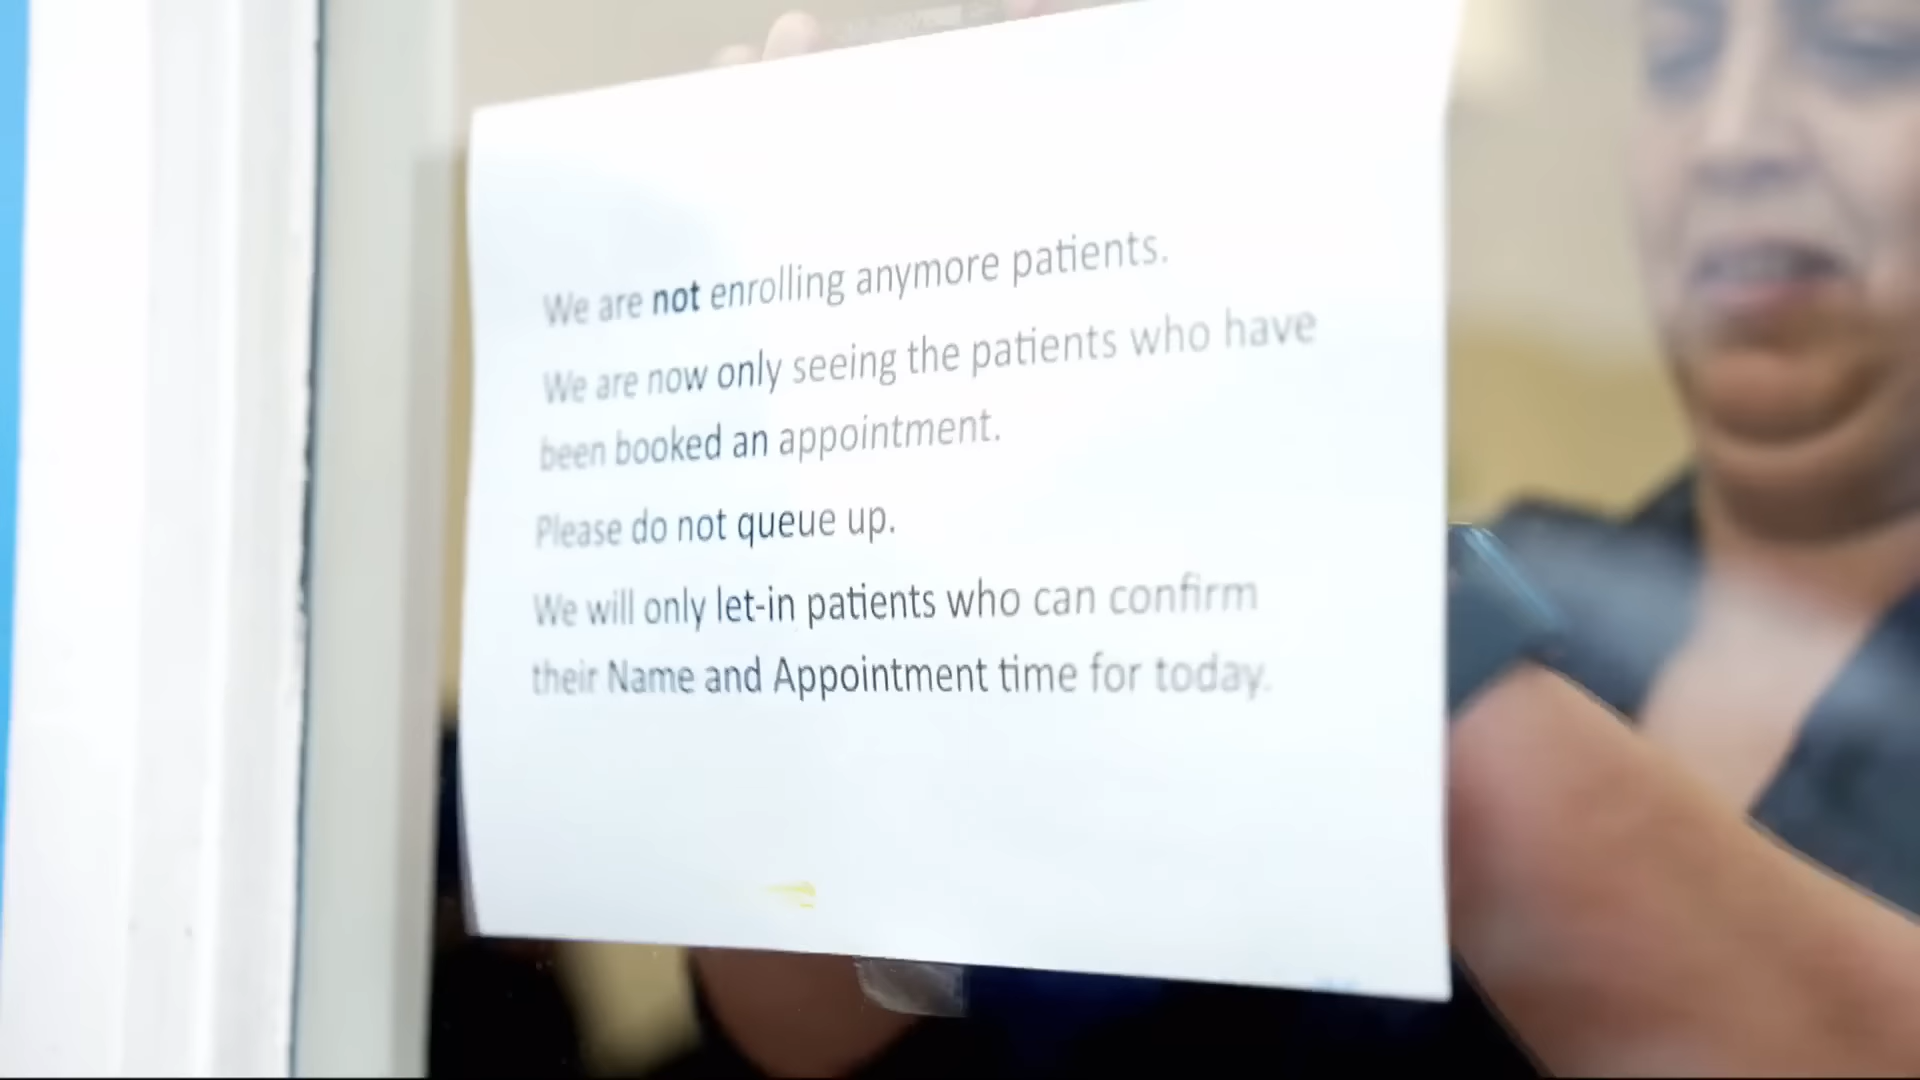 We are not enrolling anymore patients.
We are now only seeing the patients who have
been booked an appointment.
Please do not queue up.
We will only let-in patients who can confirm
their Name and Appointment time for today.